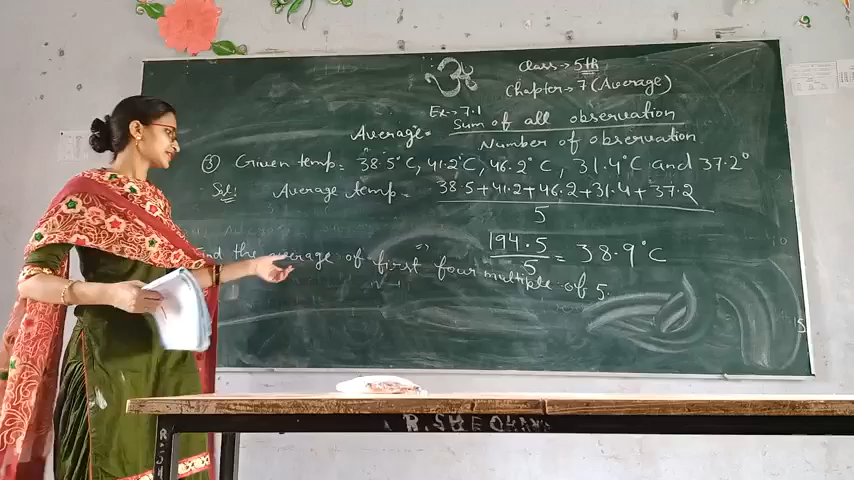 ॐ
Class → 5th
Chapter → 7 (Average)
Ex → 7.1
Average = Sum of all observation
Number of observation
③ Given temp = 38.5°C, 41.2°C, 46.2°C, 31.4°C and 37.2°
Sol: Average temp = 38.5+41.2+46.2+31.4+37.2
5
⇒ 194.5 = 38.9°C
5
Find the average of first four multiple of 5.
15
R.SHE